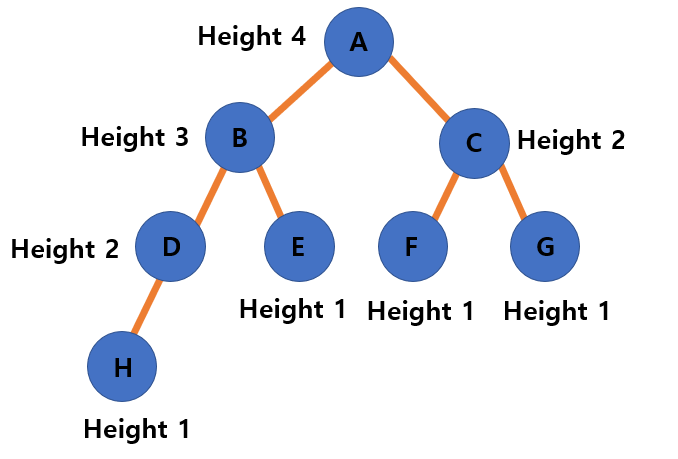 Height 4
A
Height 3
B
C
Height 2
Height 2
D
E
F
G
Height 1
Height 1
Height 1
H
Height 1